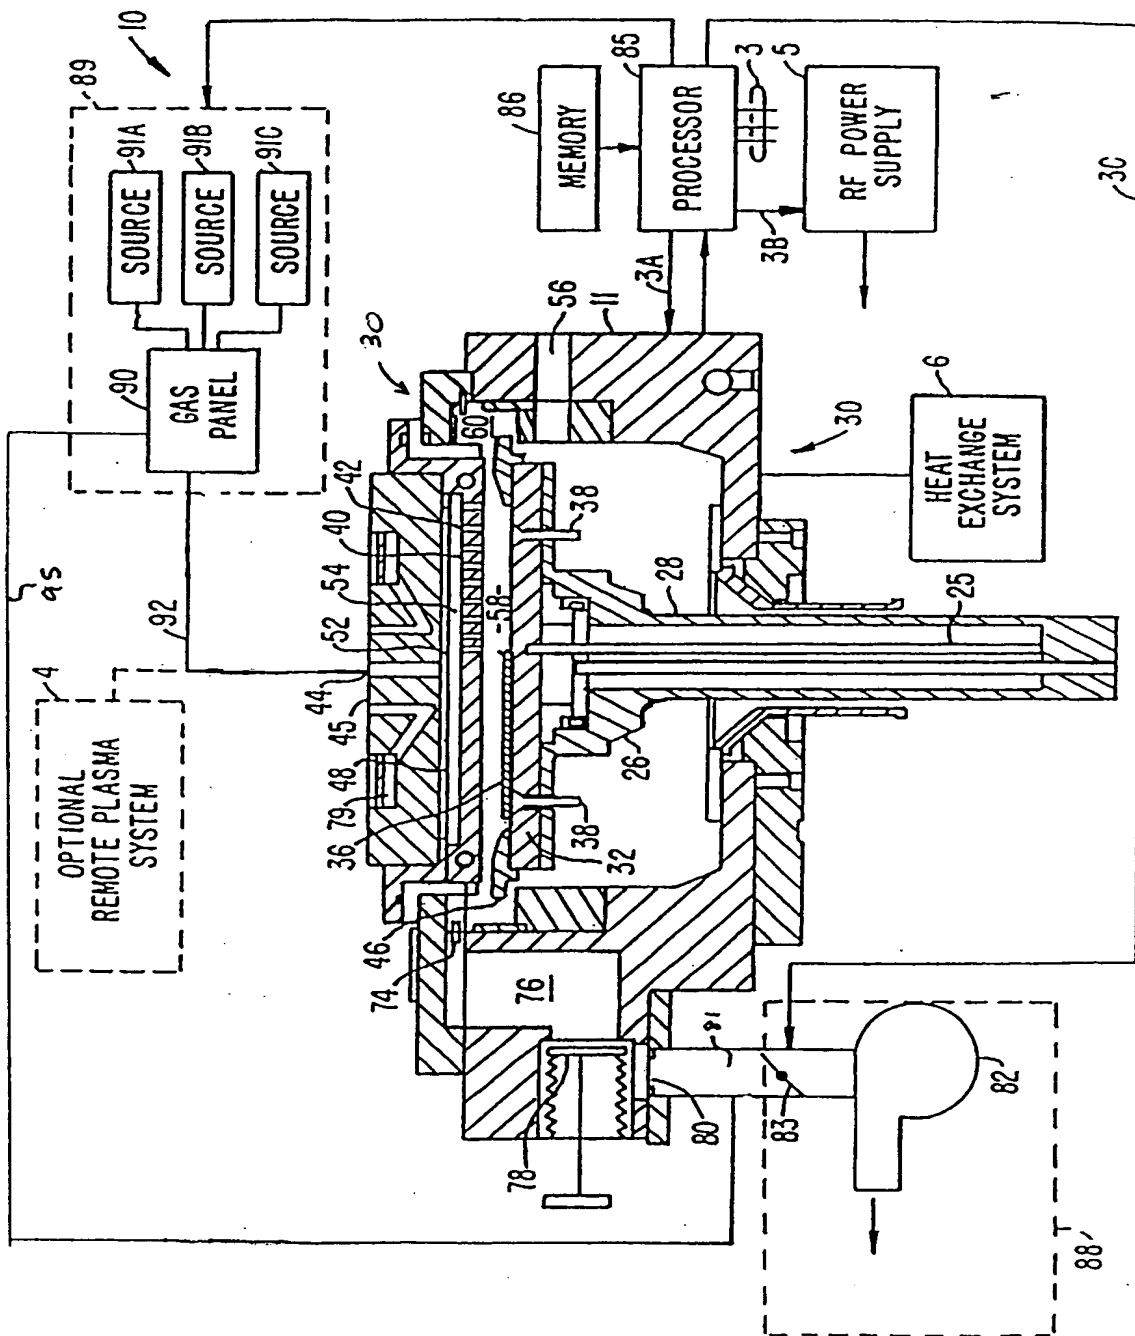 95
88
78
80
83
82
76
81
74
46
36
79
48
45
44
52
54
40
42
32
38
38
26
28
25
58
60
30
56
11
OPTIONAL
REMOTE PLASMA
SYSTEM
4
92
90
GAS
PANEL
SOURCE
91A
SOURCE
91B
SOURCE
91C
89
10
HEAT
EXCHANGE
SYSTEM
6
30
3A
3B
MEMORY
86
PROCESSOR
85
3
RF POWER
SUPPLY
5
3C